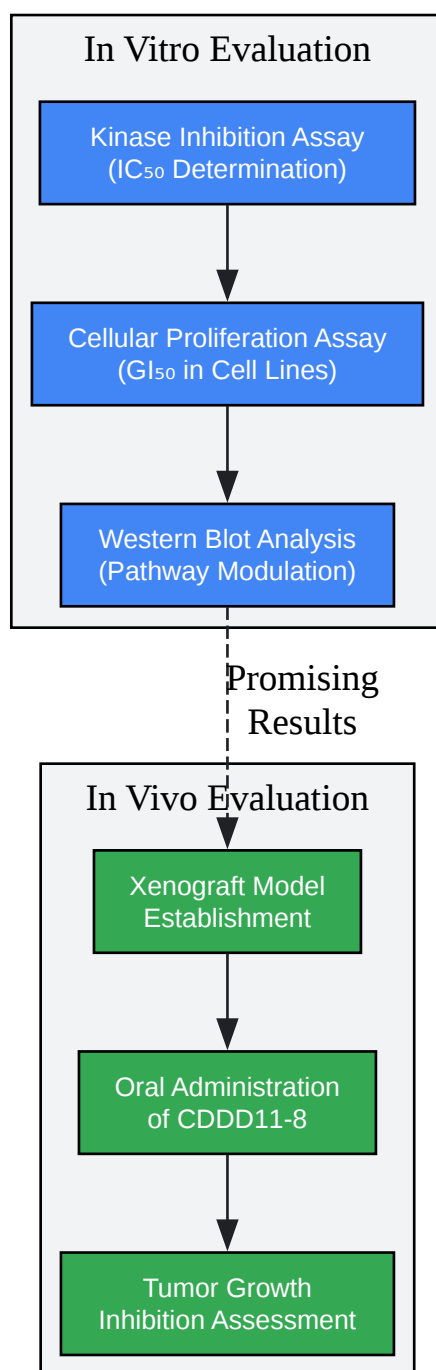 In Vitro Evaluation
Kinase Inhibition Assay
(IC₅₀ Determination)
Cellular Proliferation Assay
(GI₅₀ in Cell Lines)
Western Blot Analysis
(Pathway Modulation)
Promising
Results
In Vivo Evaluation
Xenograft Model
Establishment
Oral Administration
of CDDD11-8
Tumor Growth
Inhibition Assessment